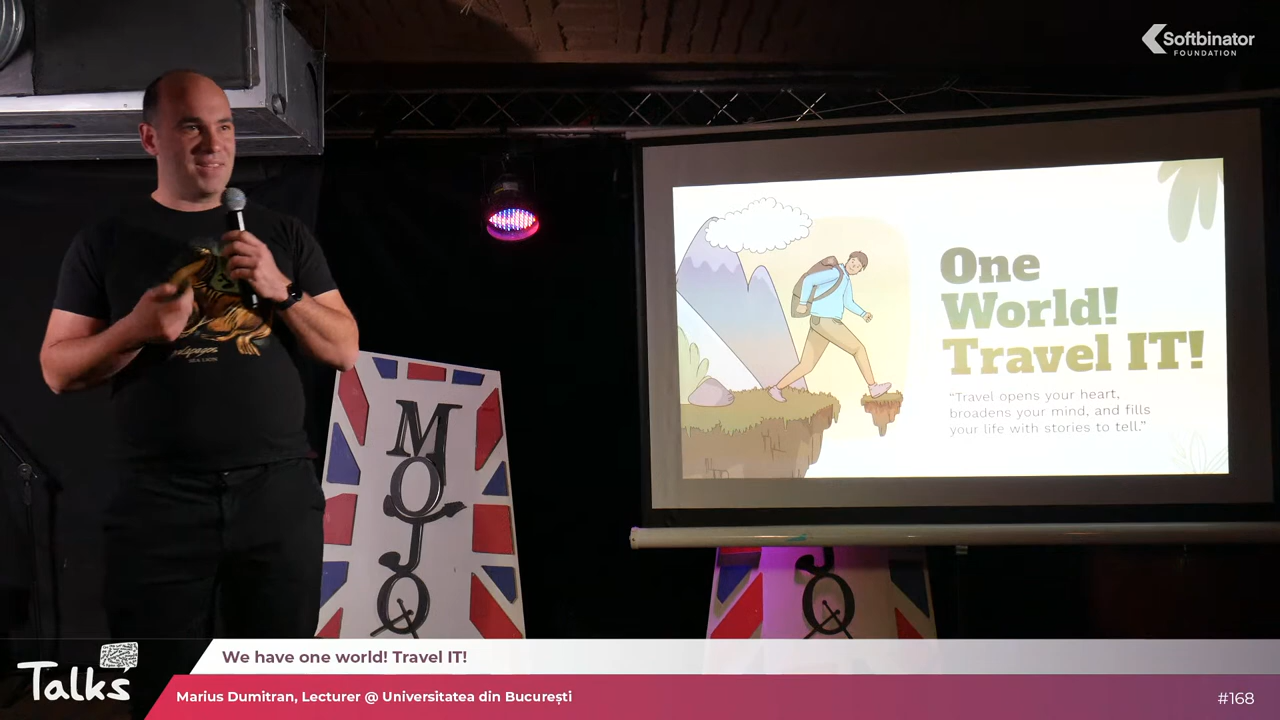 Softbinator
FOUNDATION
One
World!
Travel IT!
“Travel opens your heart,
broadens your mind, and fills
your life with stories to tell.”
MOJO
JO
Talks
We have one world! Travel IT!
Marius Dumitran, Lecturer @ Universitatea din București
#168